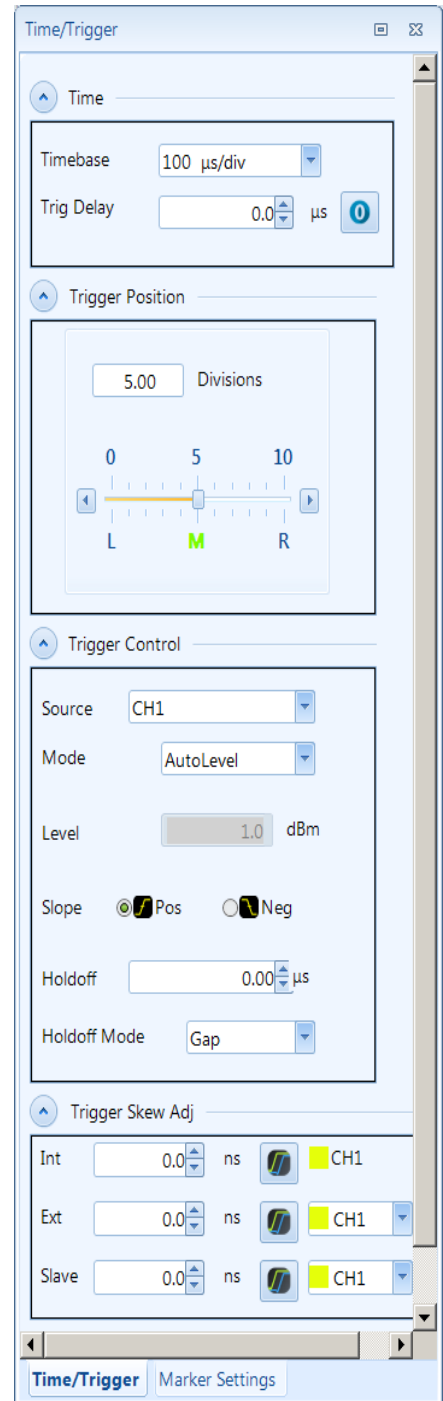 Time/Trigger
Time
Timebase 100 µs/div
Trig Delay 0.0 µs 0
Trigger Position
5.00 Divisions
0 5 10
L M R
Trigger Control
Source CH1
Mode AutoLevel
Level 1.0 dBm
Slope Pos Neg
Holdoff 0.00 µs
Holdoff Mode Gap
Trigger Skew Adj
Int 0.0 ns CH1
Ext 0.0 ns CH1
Slave 0.0 ns CH1
Time/Trigger Marker Settings